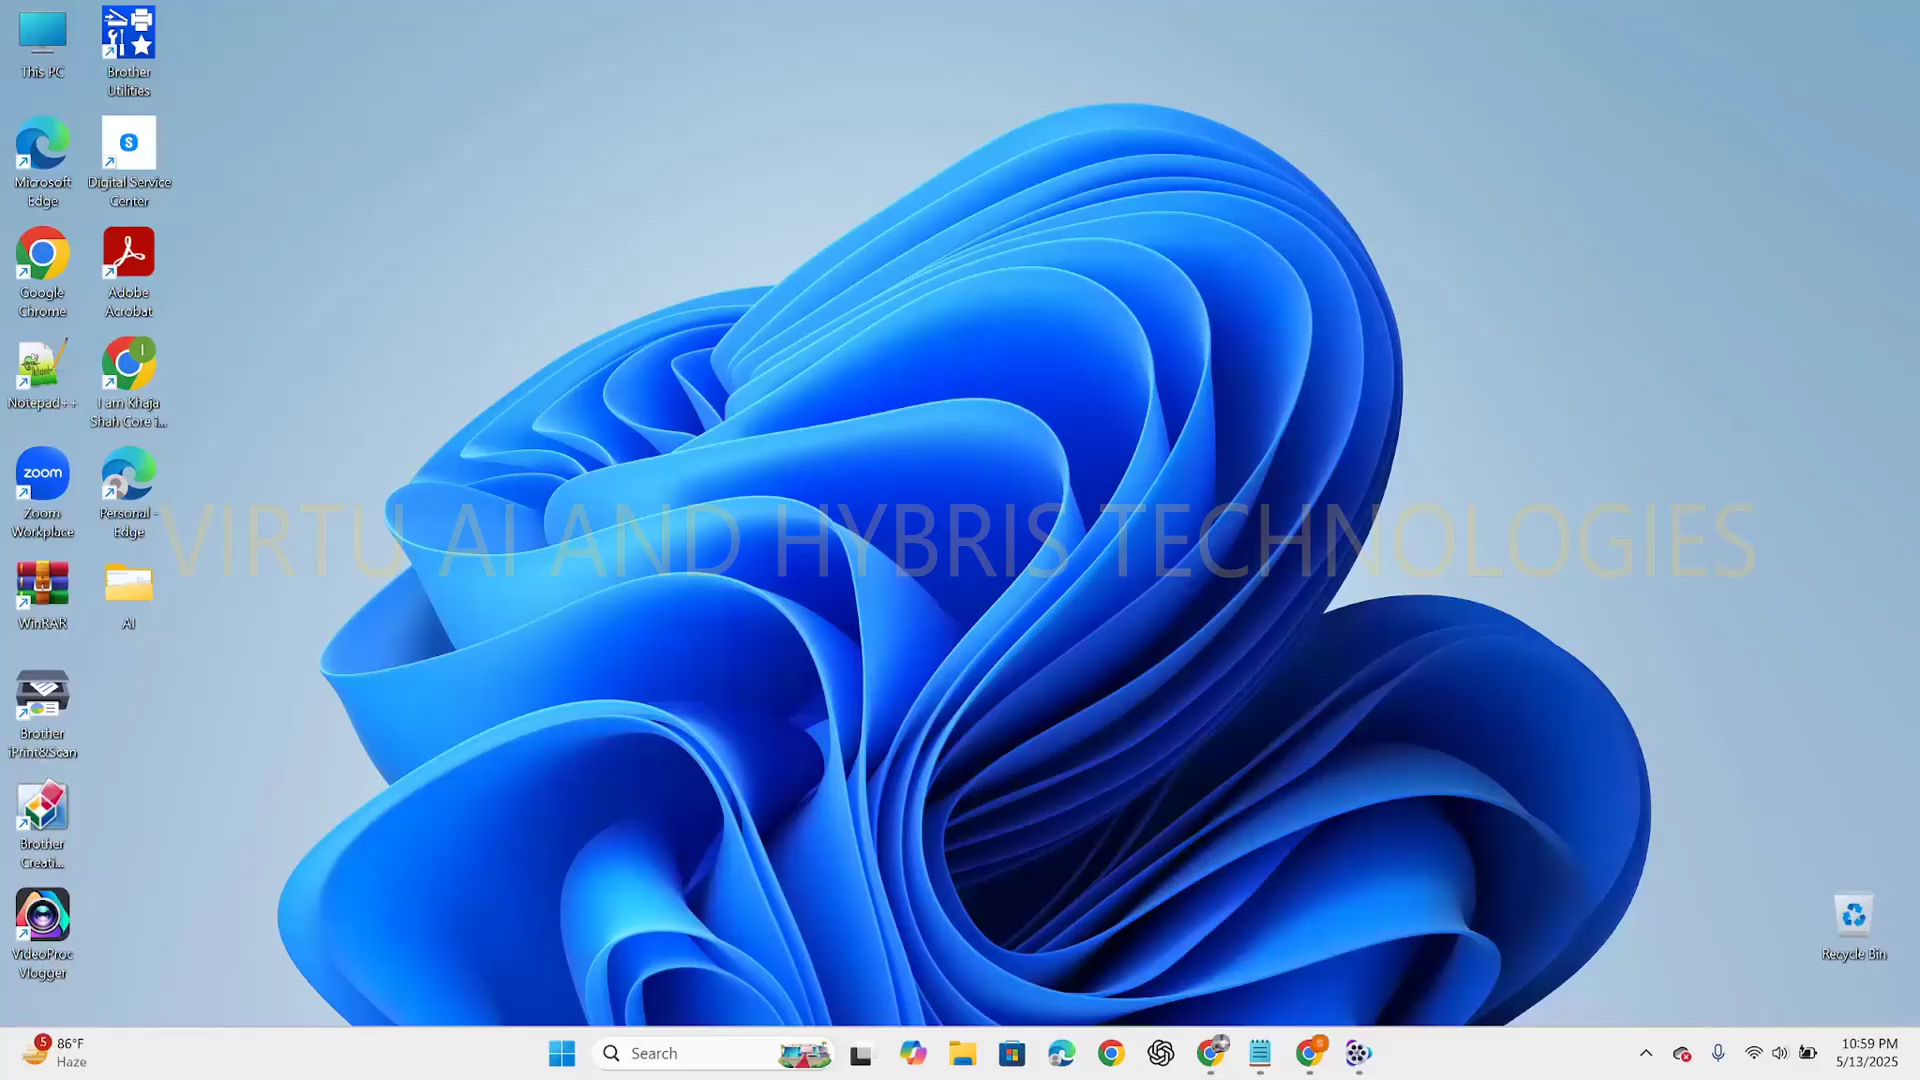 This PC
Brother
Utilities
Microsoft
Edge
S
Digital Service
Center
Google
Chrome
Adobe
Acrobat
Notepad++
I
I am Khaja
Shah Core i...
zoom
Zoom
Workplace
Personal -
Edge
VIRTU AI AND HYBRIS TECHNOLOGIES
WinRAR
AI
Brother
iPrint&Scan
Brother
Creati...
VideoProc
Vlogger
Recycle Bin
5
86°F
Haze
Search
S
10:59 PM
5/13/2025